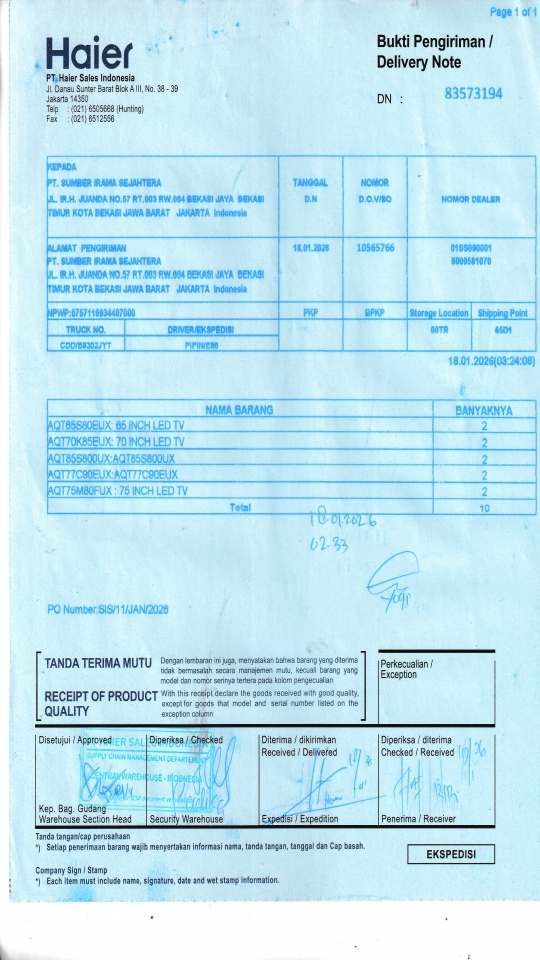 Page 1 of 1
Haier
PT. Haier Sales Indonesia
Jl. Danau Sunter Barat Blok A III, No. 38 - 39
Jakarta 14350
Telp : (021) 6505668 (Hunting)
Fax : (021) 6512556
Bukti Pengiriman /
Delivery Note
DN : 83573194
KEPADA
PT. SUMBER IRAMA SEJAHTERA
JL. IR.H. JUANDA NO.57 RT.003 RW.004 BEKASI JAYA BEKASI
TIMUR KOTA BEKASI JAWA BARAT JAKARTA Indonesia
TANGGAL
D.N
NOMOR
D.O.V/SO
NOMOR DEALER
ALAMAT PENGIRIMAN
PT. SUMBER IRAMA SEJAHTERA
JL. IR.H. JUANDA NO.57 RT.003 RW.004 BEKASI JAYA BEKASI
TIMUR KOTA BEKASI JAWA BARAT JAKARTA Indonesia
18.01.2026
10565766
NPWP:0757116934407000
PKP
BPKP
Storege Location
Shipping Point
TRUCK NO.
DRIVER/EKSPEDISI
65D1
18.01.2026(03:24:08)
NAMA BARANG BANYAKNYA
AQT65S80EUX: 65 INCH LED TV 2
AQT70K85EUX: 70 INCH LED TV 2
AQT85S800UX:AQT85S800UX 2
AQT77C90EUX:AQT77C90EUX 2
AQT75M80FUX : 75 INCH LED TV 2
Total 10
18.01.2026
02.33
PO Number:SIS/11/JAN/2026
TANDA TERIMA MUTU
Dengan lembaran ini juga, menyatakan bahwa barang yang diterima
tidak bermasalah secara manajemen mutu, kecuali barang yang
model dan nomor serinya tertera pada kolom pengecualian
RECEIPT OF PRODUCT
QUALITY
With this receipt declare the goods received with good quality,
except for goods that model and serial number listed on the
exception column
Perkecualian /
Exception
Disetujui / Approved
Diperiksa / Checked
Diterima / dikirimkan
Received / Delivered
Diperiksa / diterima
Checked / Received
SUPPLY CHAIN MANAGEMENT DEPARTEMENT
CENTRAL WAREHOUSE - INDONESIA
Kep. Bag. Gudang
Warehouse Section Head
Security Warehouse
Expedisi / Expedition
Penerima / Receiver
Tanda tangan/cap perusahaan
*) Setiap penerimaan barang wajib menyertakan informasi nama, tanda tangan, tanggal dan Cap basah.
EKSPEDISI
Company Sign / Stamp
*) Each item must include name, signature, date and wet stamp information.